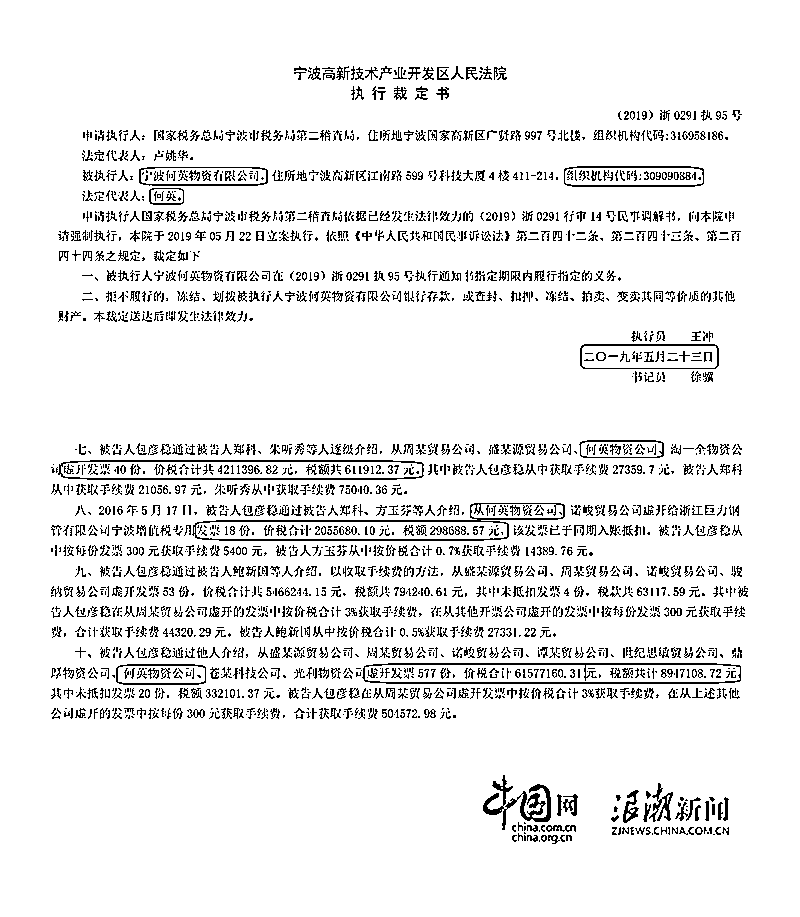 宁波高新技术产业开发区人民法院
执 行 裁 定 书
（2019）浙 0291 执 95 号
申请执行人：国家税务总局宁波市税务局第二稽查局，住所地宁波国家高新区广贤路 997 号北楼，组织机构代码:316958186。
法定代表人：卢姚华。
被执行人：宁波何英物资有限公司。住所地宁波高新区江南路 599 号科技大厦 4 楼 411-214，组织机构代码:309090884。
法定代表人：何英。
申请执行人国家税务总局宁波市税务局第二稽查局依据已经发生法律效力的（2019）浙 0291 行审 14 号民事调解书，向本院申
请强制执行，本院于 2019 年 05 月 22 日立案执行。依照《中华人民共和国民事诉讼法》第二百四十二条、第二百四十三条、第二百
四十四条之规定，裁定如下
一、被执行人宁波何英物资有限公司在（2019）浙 0291 执 95 号执行通知书指定期限内履行指定的义务。
二、拒不履行的，冻结、划拨被执行人宁波何英物资有限公司银行存款，或查封、扣押、冻结、拍卖、变卖其同等价质的其他
财产。本裁定送达后即发生法律效力。
执行员 王冲
二〇一九年五月二十三日
书记员 徐骥
七、被告人包彦稳通过被告人郑科、朱听秀等人逐级介绍，从周某贸易公司、盛某源贸易公司、何英物资公司、淘一全物资公
司虚开发票 40 份，价税合计共 4211396.82 元，税额共 611912.37 元。其中被告人包彦稳从中获取手续费 27359.7 元，被告人郑科
从中获取手续费 21056.97 元，朱听秀从中获取手续费 75040.36 元。
八、2016 年 5 月 17 日，被告人包彦稳通过被告人郑科、方玉芬等人介绍，从何英物资公司、诺峻贸易公司虚开给浙江巨力钢
管有限公司宁波增值税专用发票 18 份，价税合计 2055680.10 元，税额 298688.57 元，该发票已于同期入账抵扣。被告人包彦稳从
中按每份发票 300 元获取手续费 5400 元，被告人方玉芬从中按价税合计 0.7%获取手续费 14389.76 元。
九、被告人包彦稳通过被告人鲍新国等人介绍，以收取手续费的方法，从盛某源贸易公司、周某贸易公司、诺峻贸易公司、骏
纳贸易公司虚开发票 53 份，价税合计共 5466244.15 元，税额共 794240.61 元，其中未抵扣发票 4 份，税款共 63117.59 元。其中被
告人包彦稳在从周某贸易公司虚开的发票中按价税合计 3%获取手续费，在从其他开票公司虚开的发票中按每份发票 300 元获取手续
费，合计获取手续费 44320.29 元。被告人鲍新国从中按价税合计 0.5%获取手续费 27331.22 元。
十、被告人包彦稳通过他人介绍，从盛某源贸易公司、周某贸易公司、诺峻贸易公司、谭某贸易公司、世纪思敏贸易公司、鼎
厚物资公司、何英物资公司、苍某科技公司、光利物资公司虚开发票 577 份，价税合计 61577160.31 元，税额共计 8947108.72 元，
其中未抵扣发票 20 份，税额 332101.37 元。被告人包彦稳在从周某贸易公司虚开发票中按价税合计 3%获取手续费，在从上述其他
公司虚开的发票中按每份 300 元获取手续费，合计获取手续费 504572.98 元。
中国网
china.com.cn
china.org.cn
浪潮新闻
ZJNEWS.CHINA.COM.CN